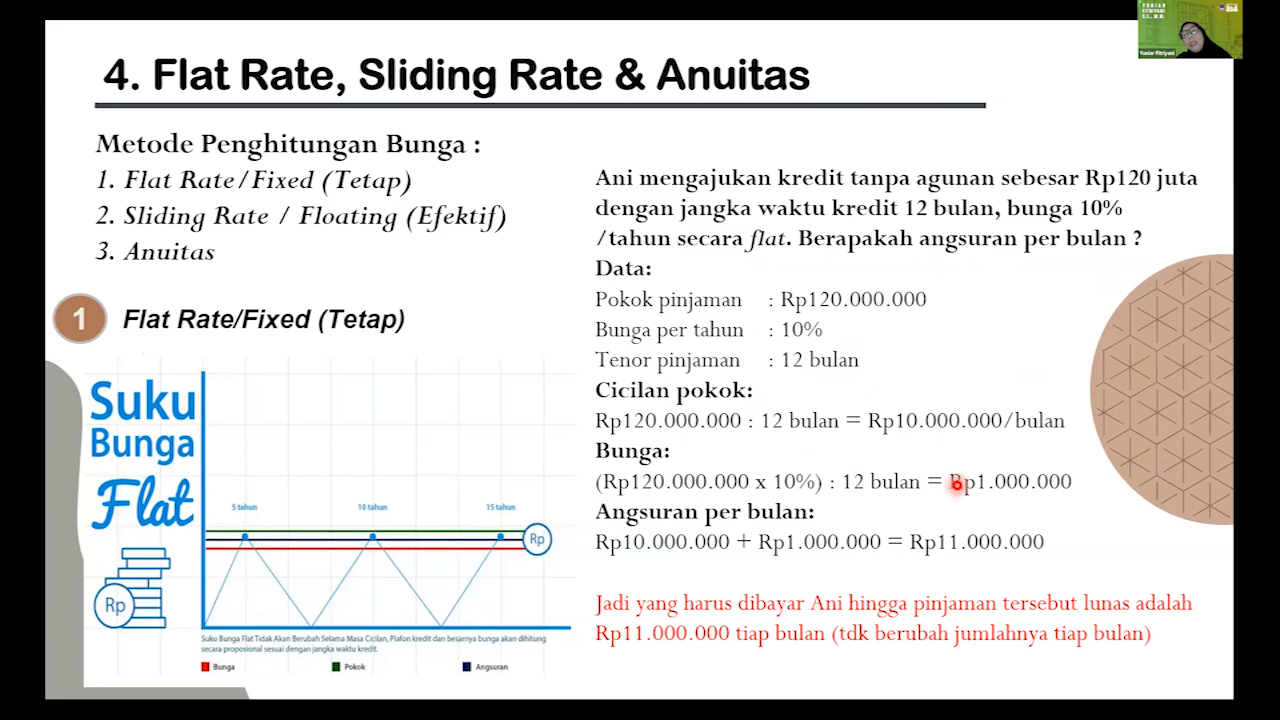 4. Flat Rate, Sliding Rate & Anuitas
Metode Penghitungan Bunga :
1. Flat Rate/Fixed (Tetap)
2. Sliding Rate / Floating (Efektif)
3. Anuitas
1
Flat Rate/Fixed (Tetap)
Suku
Bunga
Flat
Rp
5 tahun
10 tahun
15 tahun
Rp
Suku Bunga Flat Tidak Akan Berubah Selama Masa Cicilan, Plafon kredit dan besarnya bunga akan dihitung
secara proposional sesuai dengan jangka waktu kredit.
Bunga
Pokok
Angsuran
Ani mengajukan kredit tanpa agunan sebesar Rp120 juta
dengan jangka waktu kredit 12 bulan, bunga 10%
/tahun secara flat. Berapakah angsuran per bulan ?
Data:
Pokok pinjaman : Rp120.000.000
Bunga per tahun : 10%
Tenor pinjaman : 12 bulan
Cicilan pokok:
Rp120.000.000 : 12 bulan = Rp10.000.000/bulan
Bunga:
(Rp120.000.000 x 10%) : 12 bulan = Rp1.000.000
Angsuran per bulan:
Rp10.000.000 + Rp1.000.000 = Rp11.000.000
Jadi yang harus dibayar Ani hingga pinjaman tersebut lunas adalah
Rp11.000.000 tiap bulan (tdk berubah jumlahnya tiap bulan)
Yuniar Fitriyani